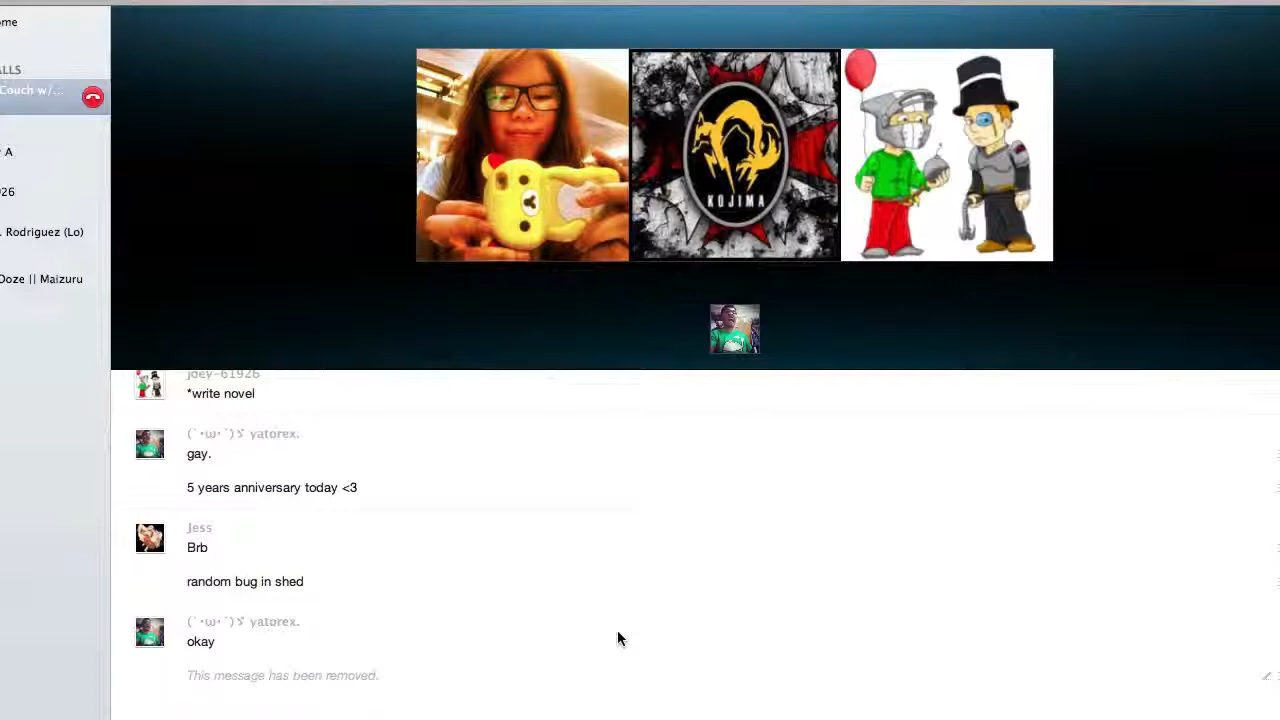 ome
ALLS
Couch w/...
A
26
. Rodriguez (Lo)
Doze || Maizuru
KOJIMA
joey-61926
*write novel
(`･ω･´)ゞ yatorex.
gay.
5 years anniversary today <3
Jess
Brb
random bug in shed
(`･ω･´)ゞ yatorex.
okay
This message has been removed.